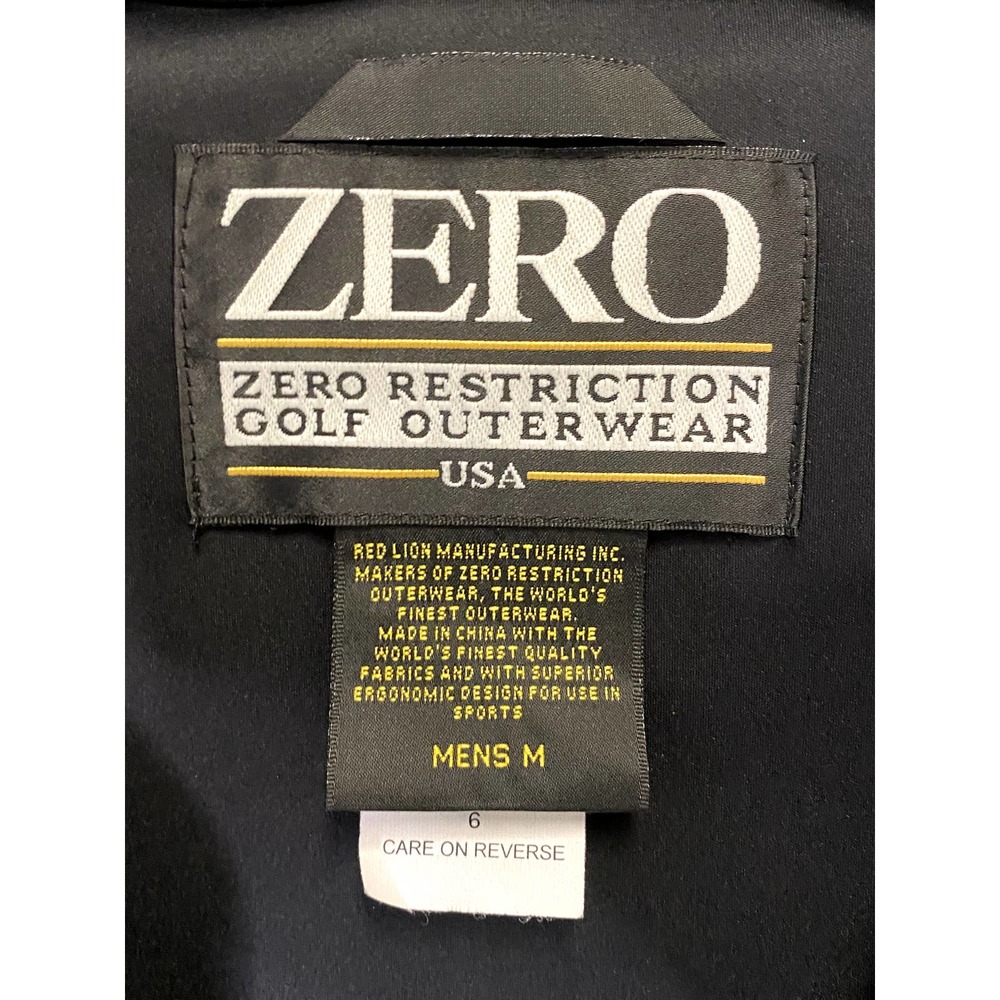 ZERO
ZERO RESTRICTION
GOLF OUTERWEAR
USA
RED LION MANUFACTURING INC.
MAKERS OF ZERO RESTRICTION
OUTERWEAR, THE WORLD'S
FINEST OUTERWEAR.
MADE IN CHINA WITH THE
WORLD'S FINEST QUALITY
FABRICS AND WITH SUPERIOR
ERGONOMIC DESIGN FOR USE IN
SPORTS
MENS M
6
CARE ON REVERSE